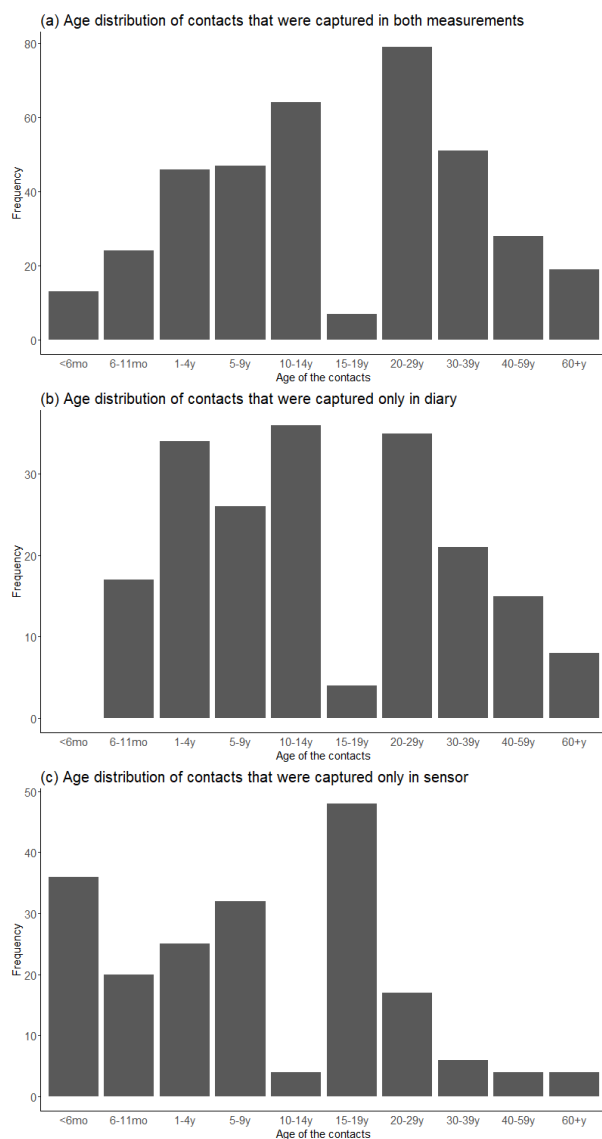 (a) Age distribution of contacts that were captured in both measurements
80
60
40
20
0
Frequency
<6mo 6-11mo 1-4y 5-9y 10-14y 15-19y 20-29y 30-39y 40-59y 60+y
Age of the contacts
(b) Age distribution of contacts that were captured only in diary
30
20
10
0
Frequency
<6mo 6-11mo 1-4y 5-9y 10-14y 15-19y 20-29y 30-39y 40-59y 60+y
Age of the contacts
(c) Age distribution of contacts that were captured only in sensor
50
40
30
20
10
0
Frequency
<6mo 6-11mo 1-4y 5-9y 10-14y 15-19y 20-29y 30-39y 40-59y 60+y
Age of the contacts